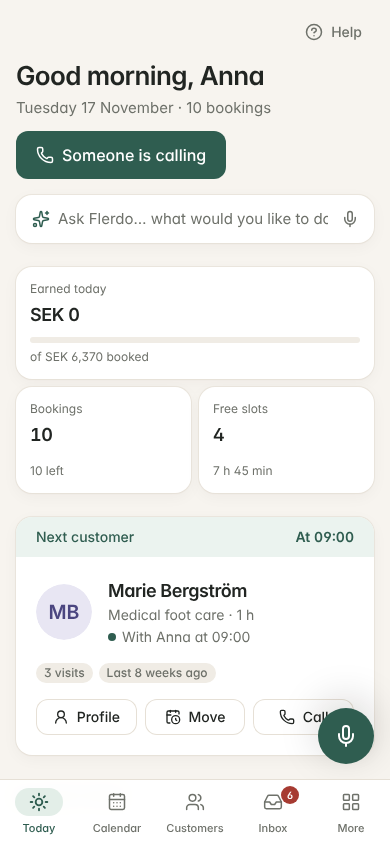 Help
Good morning, Anna
Tuesday 17 November · 10 bookings
Someone is calling
Ask Flerdo... what would you like to do
Earned today
SEK 0
of SEK 6,370 booked
Bookings
10
10 left
Free slots
4
7 h 45 min
Next customer
At 09:00
MB
Marie Bergström
Medical foot care · 1 h
With Anna at 09:00
3 visits
Last 8 weeks ago
Profile
Move
Call
6
Today
Calendar
Customers
Inbox
More